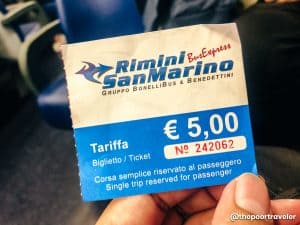 Rimini
BusExpress
SanMarino
GRUPPO BONELLIBUS & BENEDETTINI
Tariffa
€ 5,00
Biglietto / Ticket
Nº 242062
Corsa semplice riservato al passeggero
Single trip reserved for passenger
@thepoortraveler